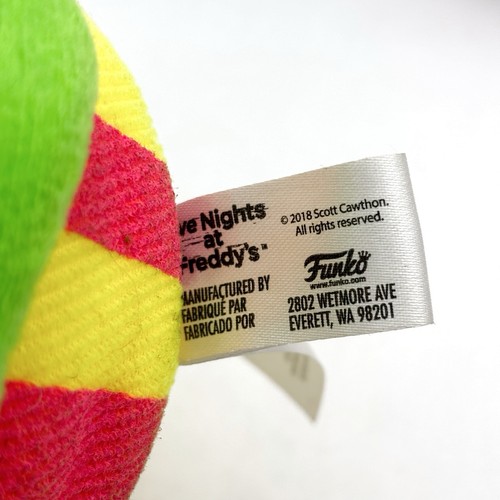 ve Nights
at
Freddy's™
MANUFACTURED BY
FABRIQUÉ PAR
FABRICADO POR
© 2018 Scott Cawthon.
All rights reserved.
Funko
www.funko.com
2802 WETMORE AVE
EVERETT, WA 98201